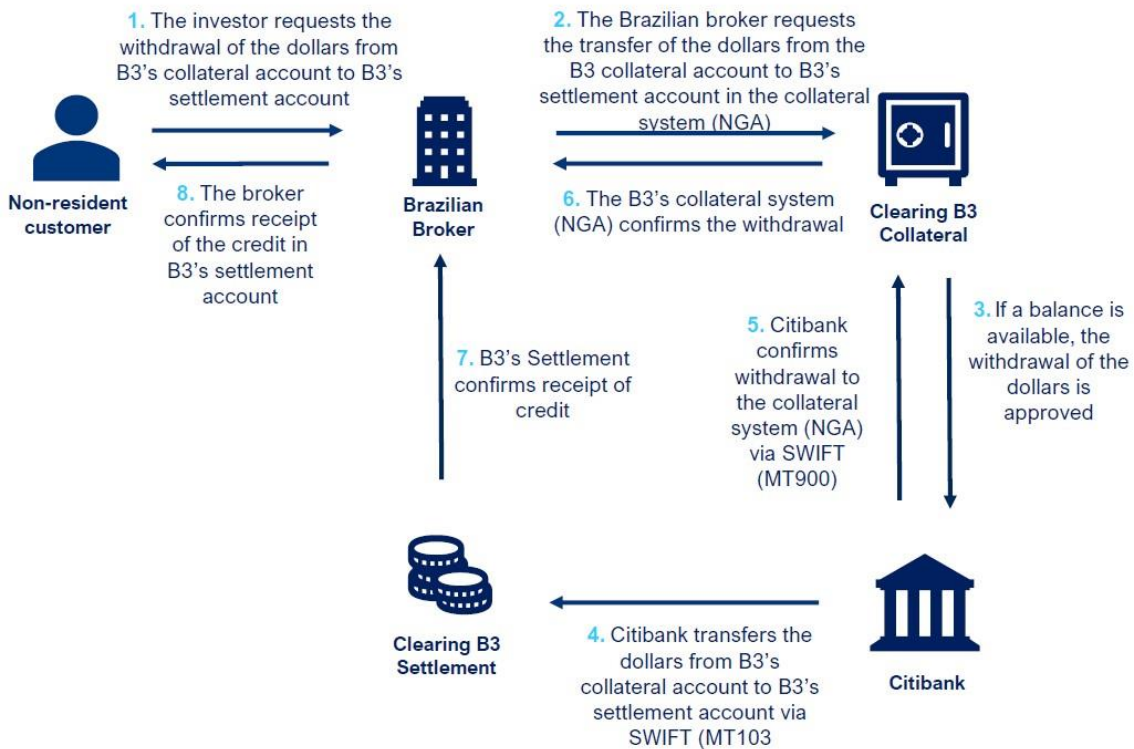 1. The investor requests the
withdrawal of the dollars from
B3's collateral account to B3's
settlement account
2. The Brazilian broker requests
the transfer of the dollars from the
B3 collateral account to B3's
settlement account in the collateral
system (NGA)
Non-resident
customer
8. The broker
confirms receipt
of the credit in
B3's settlement
account
Brazilian
Broker
6. The B3's collateral system
(NGA) confirms the withdrawal
Clearing B3
Collateral
7. B3's Settlement
confirms receipt of
credit
5. Citibank
confirms
withdrawal to
the collateral
system (NGA)
via SWIFT
(MT900)
3. If a balance is
available, the
withdrawal of the
dollars is
approved
Clearing B3
Settlement
4. Citibank transfers the
dollars from B3's
collateral account to B3's
settlement account via
SWIFT (MT103
Citibank